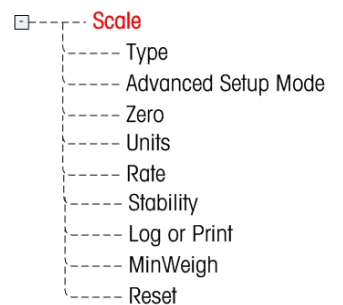 Scale
Type
Advanced Setup Mode
Zero
Units
Rate
Stability
Log or Print
MinWeigh
Reset